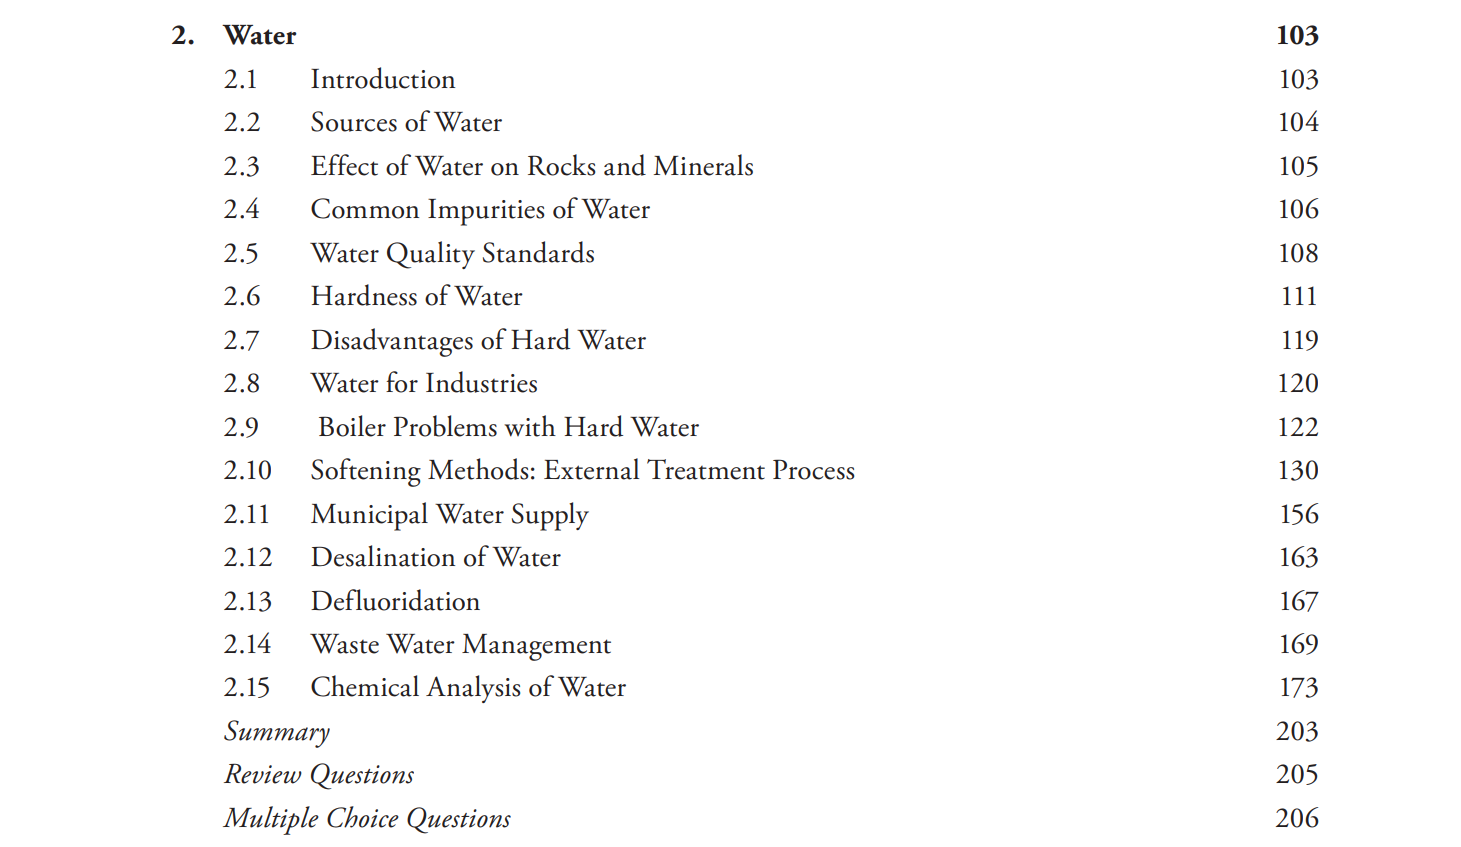 2. Water 103
2.1 Introduction 103
2.2 Sources of Water 104
2.3 Effect of Water on Rocks and Minerals 105
2.4 Common Impurities of Water 106
2.5 Water Quality Standards 108
2.6 Hardness of Water 111
2.7 Disadvantages of Hard Water 119
2.8 Water for Industries 120
2.9 Boiler Problems with Hard Water 122
2.10 Softening Methods: External Treatment Process 130
2.11 Municipal Water Supply 156
2.12 Desalination of Water 163
2.13 Defluoridation 167
2.14 Waste Water Management 169
2.15 Chemical Analysis of Water 173
Summary 203
Review Questions 205
Multiple Choice Questions 206